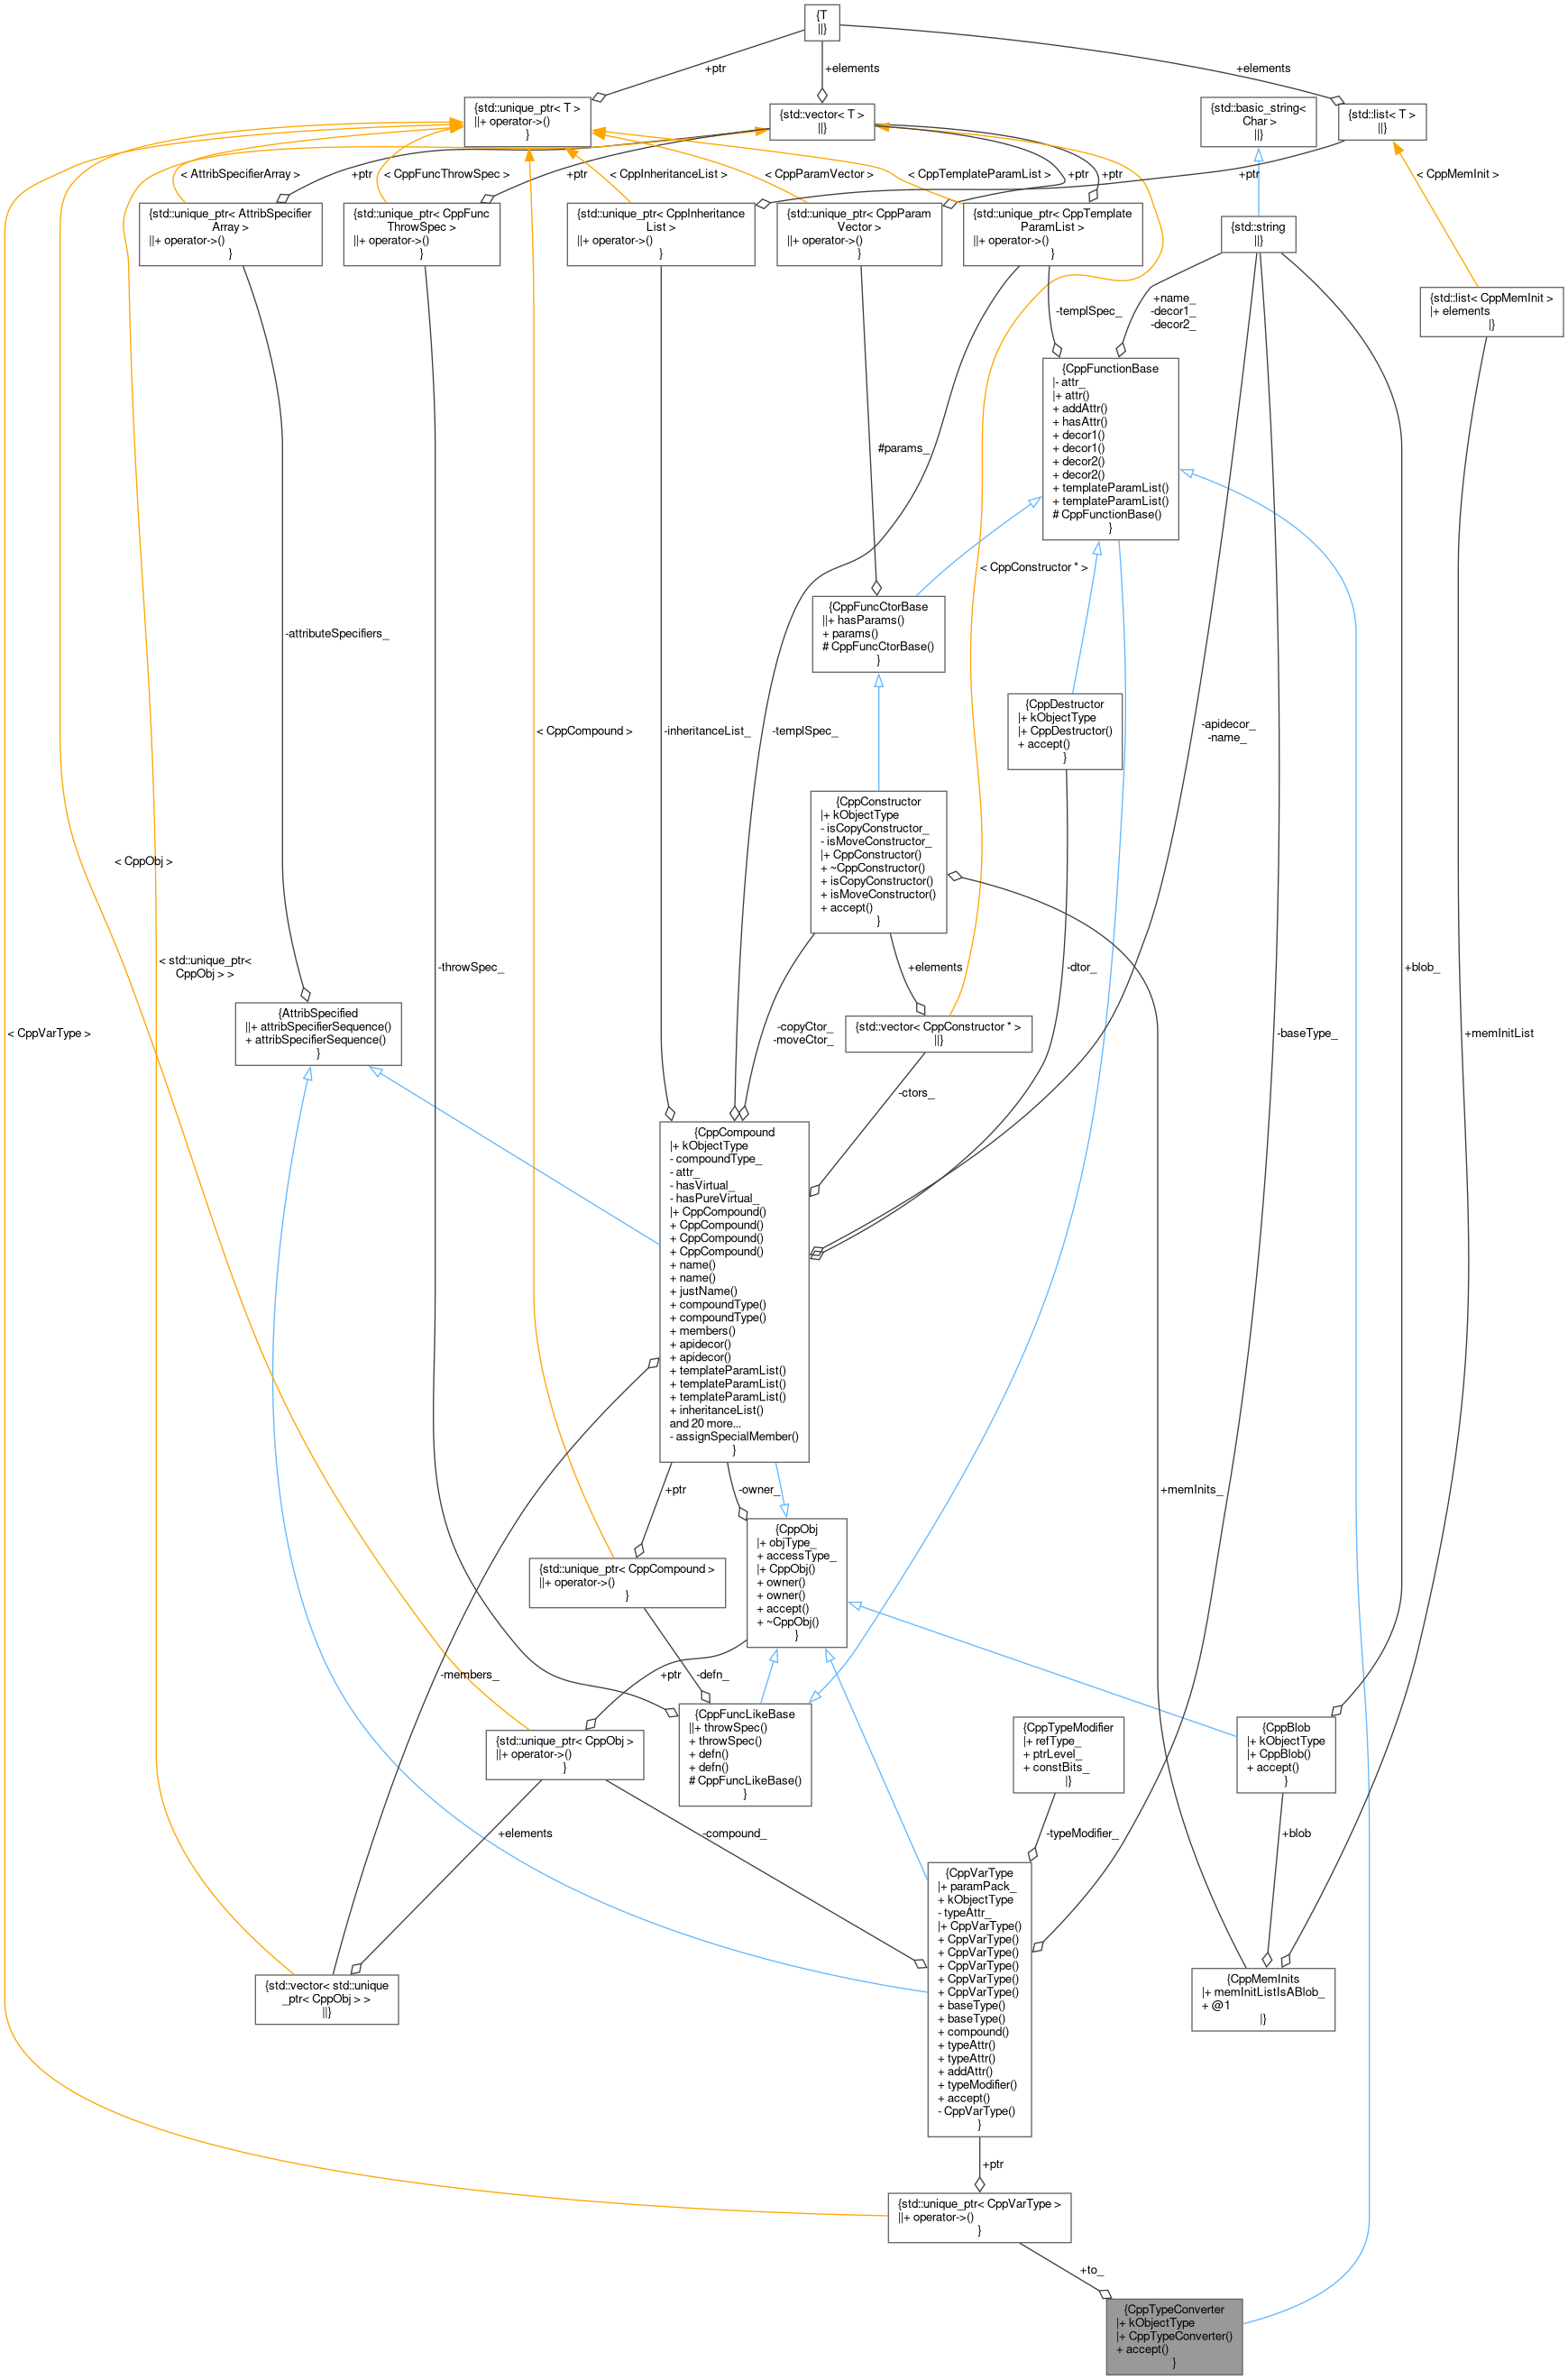 {T
||}
+ptr
+elements
+elements
{std::unique_ptr< T >
||+ operator->()
}
{std::vector< T >
||}
{std::basic_string<
Char >
||}
{std::list< T >
||}
< AttribSpecifierArray >
+ptr
< CppFuncThrowSpec >
+ptr
< CppInheritanceList >
< CppParamVector >
+ptr
< CppTemplateParamList >
+ptr
+ptr
< CppMemInit >
{std::unique_ptr< AttribSpecifier
Array >
||+ operator->()
}
{std::unique_ptr< CppFunc
ThrowSpec >
||+ operator->()
}
{std::unique_ptr< CppInheritance
List >
||+ operator->()
}
{std::unique_ptr< CppParam
Vector >
||+ operator->()
}
{std::unique_ptr< CppTemplate
ParamList >
||+ operator->()
}
{std::string
||}
{std::list< CppMemInit >
|+ elements
|}
-templSpec_
+name_
-decor1_
-decor2_
{CppFunctionBase
|- attr_
|+ attr()
+ addAttr()
+ hasAttr()
+ decor1()
+ decor1()
+ decor2()
+ decor2()
+ templateParamList()
+ templateParamList()
# CppFunctionBase()
}
#params_
< CppConstructor * >
{CppFuncCtorBase
||+ hasParams()
+ params()
# CppFuncCtorBase()
}
-attributeSpecifiers_
{CppDestructor
|+ kObjectType
|+ CppDestructor()
+ accept()
}
< CppCompound >
-inheritanceList_
-templSpec_
-apidecor_
-name_
{CppConstructor
|+ kObjectType
- isCopyConstructor_
- isMoveConstructor_
|+ CppConstructor()
+ ~CppConstructor()
+ isCopyConstructor()
+ isMoveConstructor()
+ accept()
}
< CppObj >
< std::unique_ptr<
CppObj > >
-throwSpec_
+elements
-dtor_
+blob_
< CppVarType >
{AttribSpecified
||+ attribSpecifierSequence()
+ attribSpecifierSequence()
}
-copyCtor_
-moveCtor_
{std::vector< CppConstructor * >
||}
-baseType_
+memInitList
-ctors_
{CppCompound
|+ kObjectType
- compoundType_
- attr_
- hasVirtual_
- hasPureVirtual_
|+ CppCompound()
+ CppCompound()
+ CppCompound()
+ CppCompound()
+ name()
+ name()
+ justName()
+ compoundType()
+ compoundType()
+ members()
+ apidecor()
+ apidecor()
+ templateParamList()
+ templateParamList()
+ templateParamList()
+ inheritanceList()
and 20 more...
- assignSpecialMember()
}
+ptr
-owner_
+memInits_
{CppObj
|+ objType_
+ accessType_
|+ CppObj()
+ owner()
+ owner()
+ accept()
+ ~CppObj()
}
{std::unique_ptr< CppCompound >
||+ operator->()
}
-members_
+ptr
-defn_
{CppFuncLikeBase
||+ throwSpec()
+ throwSpec()
+ defn()
+ defn()
# CppFuncLikeBase()
}
{std::unique_ptr< CppObj >
||+ operator->()
}
{CppTypeModifier
|+ refType_
+ ptrLevel_
+ constBits_
|}
{CppBlob
|+ kObjectType
|+ CppBlob()
+ accept()
}
+elements
-compound_
-typeModifier_
+blob
{CppVarType
|+ paramPack_
+ kObjectType
- typeAttr_
|+ CppVarType()
+ CppVarType()
+ CppVarType()
+ CppVarType()
+ CppVarType()
+ CppVarType()
+ baseType()
+ baseType()
+ compound()
+ typeAttr()
+ typeAttr()
+ addAttr()
+ typeModifier()
+ accept()
- CppVarType()
}
{std::vector< std::unique
_ptr< CppObj > >
||}
{CppMemInits
|+ memInitListIsABlob_
+ @1
|}
+ptr
{std::unique_ptr< CppVarType >
||+ operator->()
}
+to_
{CppTypeConverter
|+ kObjectType
|+ CppTypeConverter()
+ accept()
}